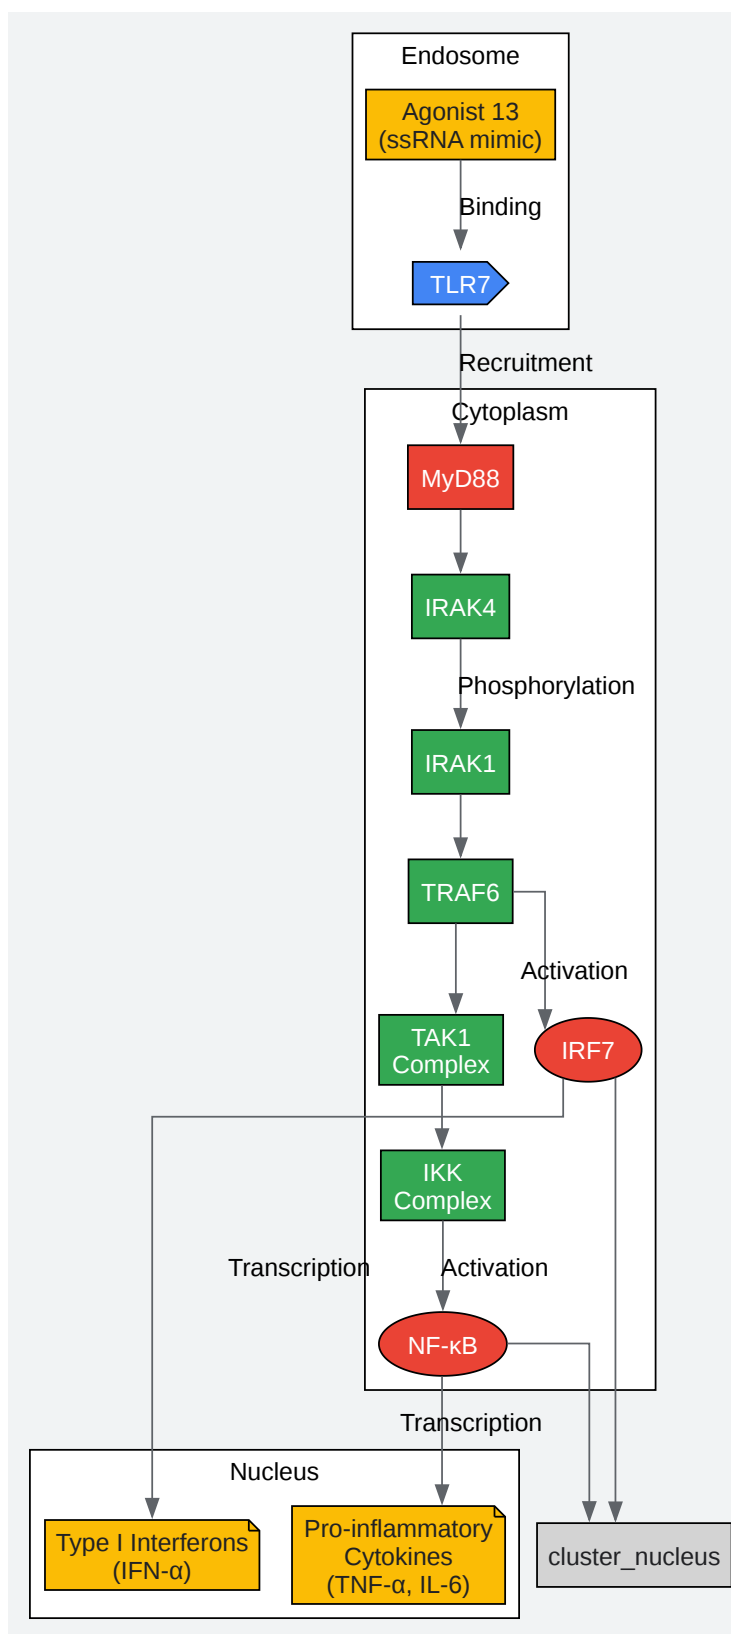 Endosome
Agonist 13
(ssRNA mimic)
Binding
TLR7
Recruitment
Cytoplasm
MyD88
IRAK4
Phosphorylation
IRAK1
TRAF6
Activation
TAK1
Complex
IRF7
IKK
Complex
Transcription
Activation
NF-κB
Transcription
Nucleus
Type I Interferons
(IFN-α)
Pro-inflammatory
Cytokines
(TNF-α, IL-6)
cluster_nucleus